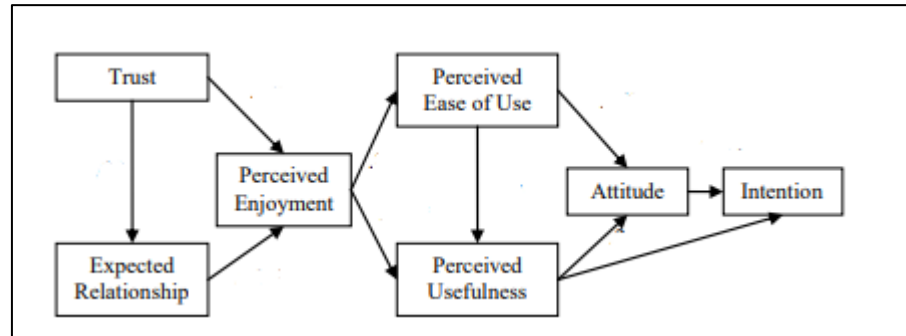 Trust
Perceived
Ease of Use
Perceived
Enjoyment
Attitude
Intention
Expected
Relationship
Perceived
Usefulness